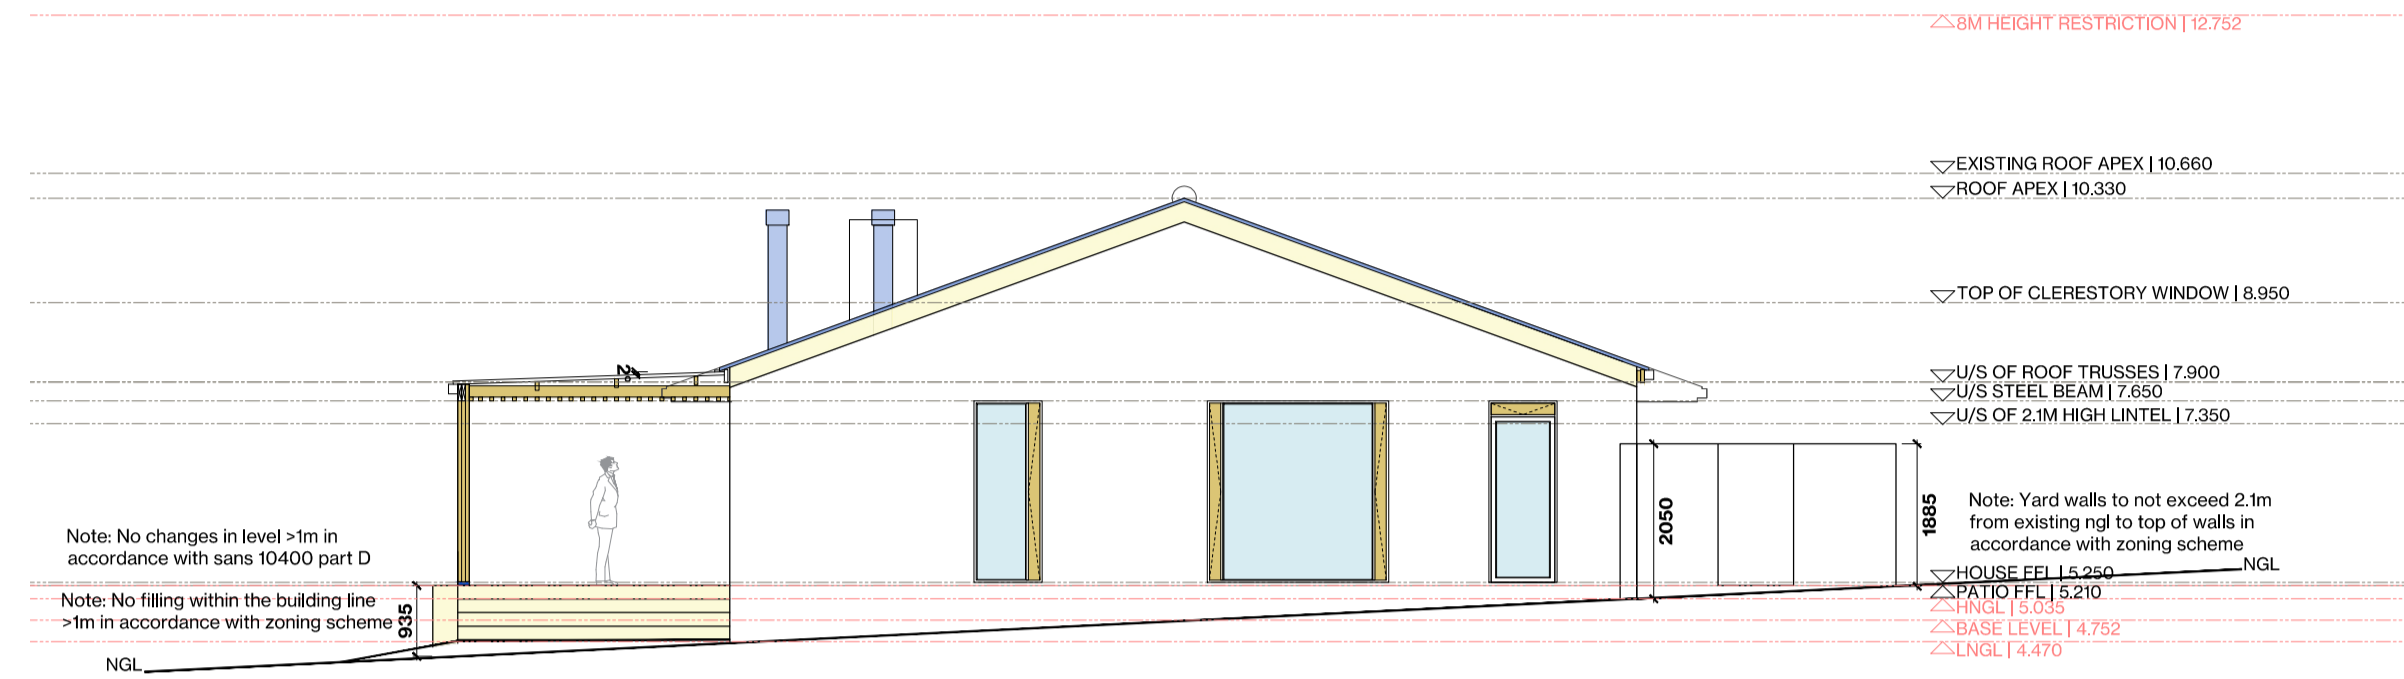 8M HEIGHT RESTRICTION | 12.752
EXISTING ROOF APEX | 10.660
ROOF APEX | 10.330
TOP OF CLERESTORY WINDOW | 8.950
2°
U/S OF ROOF TRUSSES | 7.900
U/S STEEL BEAM | 7.650
U/S OF 2.1M HIGH LINTEL | 7.350
2050
1885
Note: Yard walls to not exceed 2.1m
from existing ngl to top of walls in
accordance with zoning scheme
Note: No changes in level >1m in
accordance with sans 10400 part D
NGL
HOUSE FFL | 5.250
PATIO FFL | 5.210
Note: No filling within the building line
>1m in accordance with zoning scheme
935
HNGL | 5.035
BASE LEVEL | 4.752
LNGL | 4.470
NGL